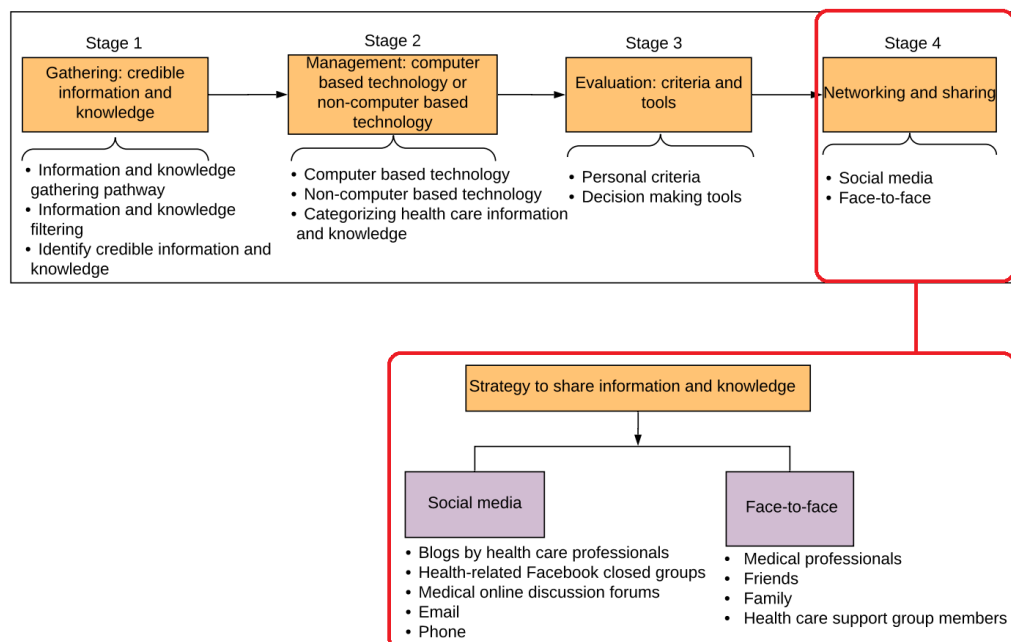 Stage 1
Gathering: credible
information and
knowledge
• Information and knowledge
gathering pathway
• Information and knowledge
filtering
• Identify credible information and
knowledge
Stage 2
Management: computer
based technology or
non-computer based
technology
• Computer based technology
• Non-computer based technology
• Categorizing health care information
and knowledge
Stage 3
Evaluation: criteria and
tools
• Personal criteria
• Decision making tools
Stage 4
Networking and sharing
• Social media
• Face-to-face
Strategy to share information and knowledge
Social media
• Blogs by health care professionals
• Health-related Facebook closed groups
• Medical online discussion forums
• Email
• Phone
Face-to-face
• Medical professionals
• Friends
• Family
• Health care support group members